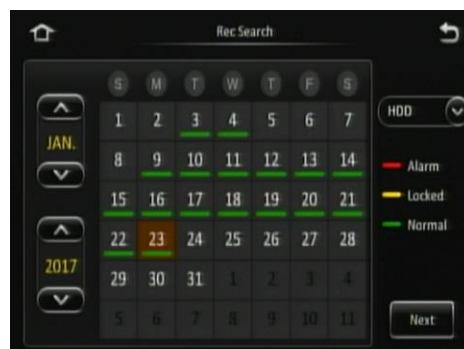 Rec Search
S M T W T F S
1 2 3 4 5 6 7
HDD
JAN.
8 9 10 11 12 13 14
Alarm
15 16 17 18 19 20 21
Locked
Normal
22 23 24 25 26 27 28
2017
29 30 31 1 2 3 4
5 6 7 8 9 10 11
Next